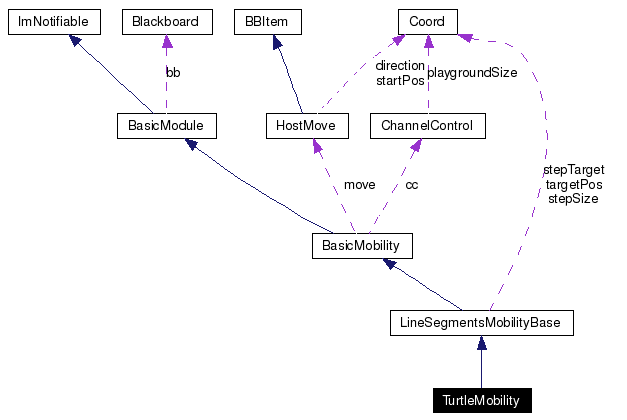 ImNotifiable
Blackboard
BBItem
Coord
bb
direction
startPos
playgroundSize
BasicModule
HostMove
ChannelControl
stepTarget
targetPos
stepSize
move
cc
BasicMobility
LineSegmentsMobilityBase
TurtleMobility